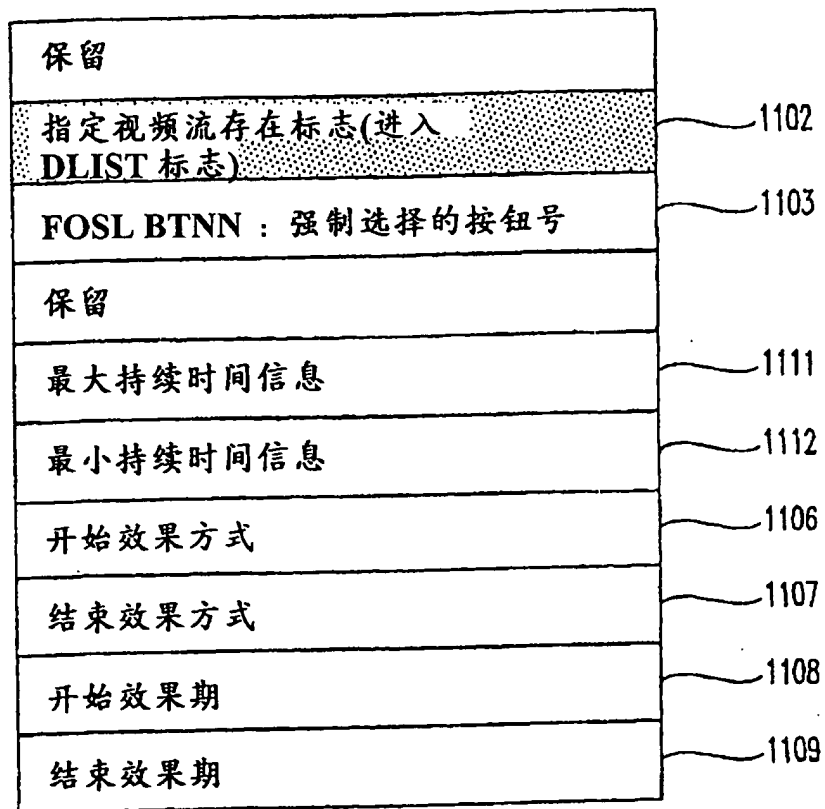 保留
指定视频流存在标志(进入
DLIST 标志)
1102
FOSL BTNN : 强制选择的按钮号
1103
保留
最大持续时间信息
1111
最小持续时间信息
1112
开始效果方式
1106
结束效果方式
1107
开始效果期
1108
结束效果期
1109